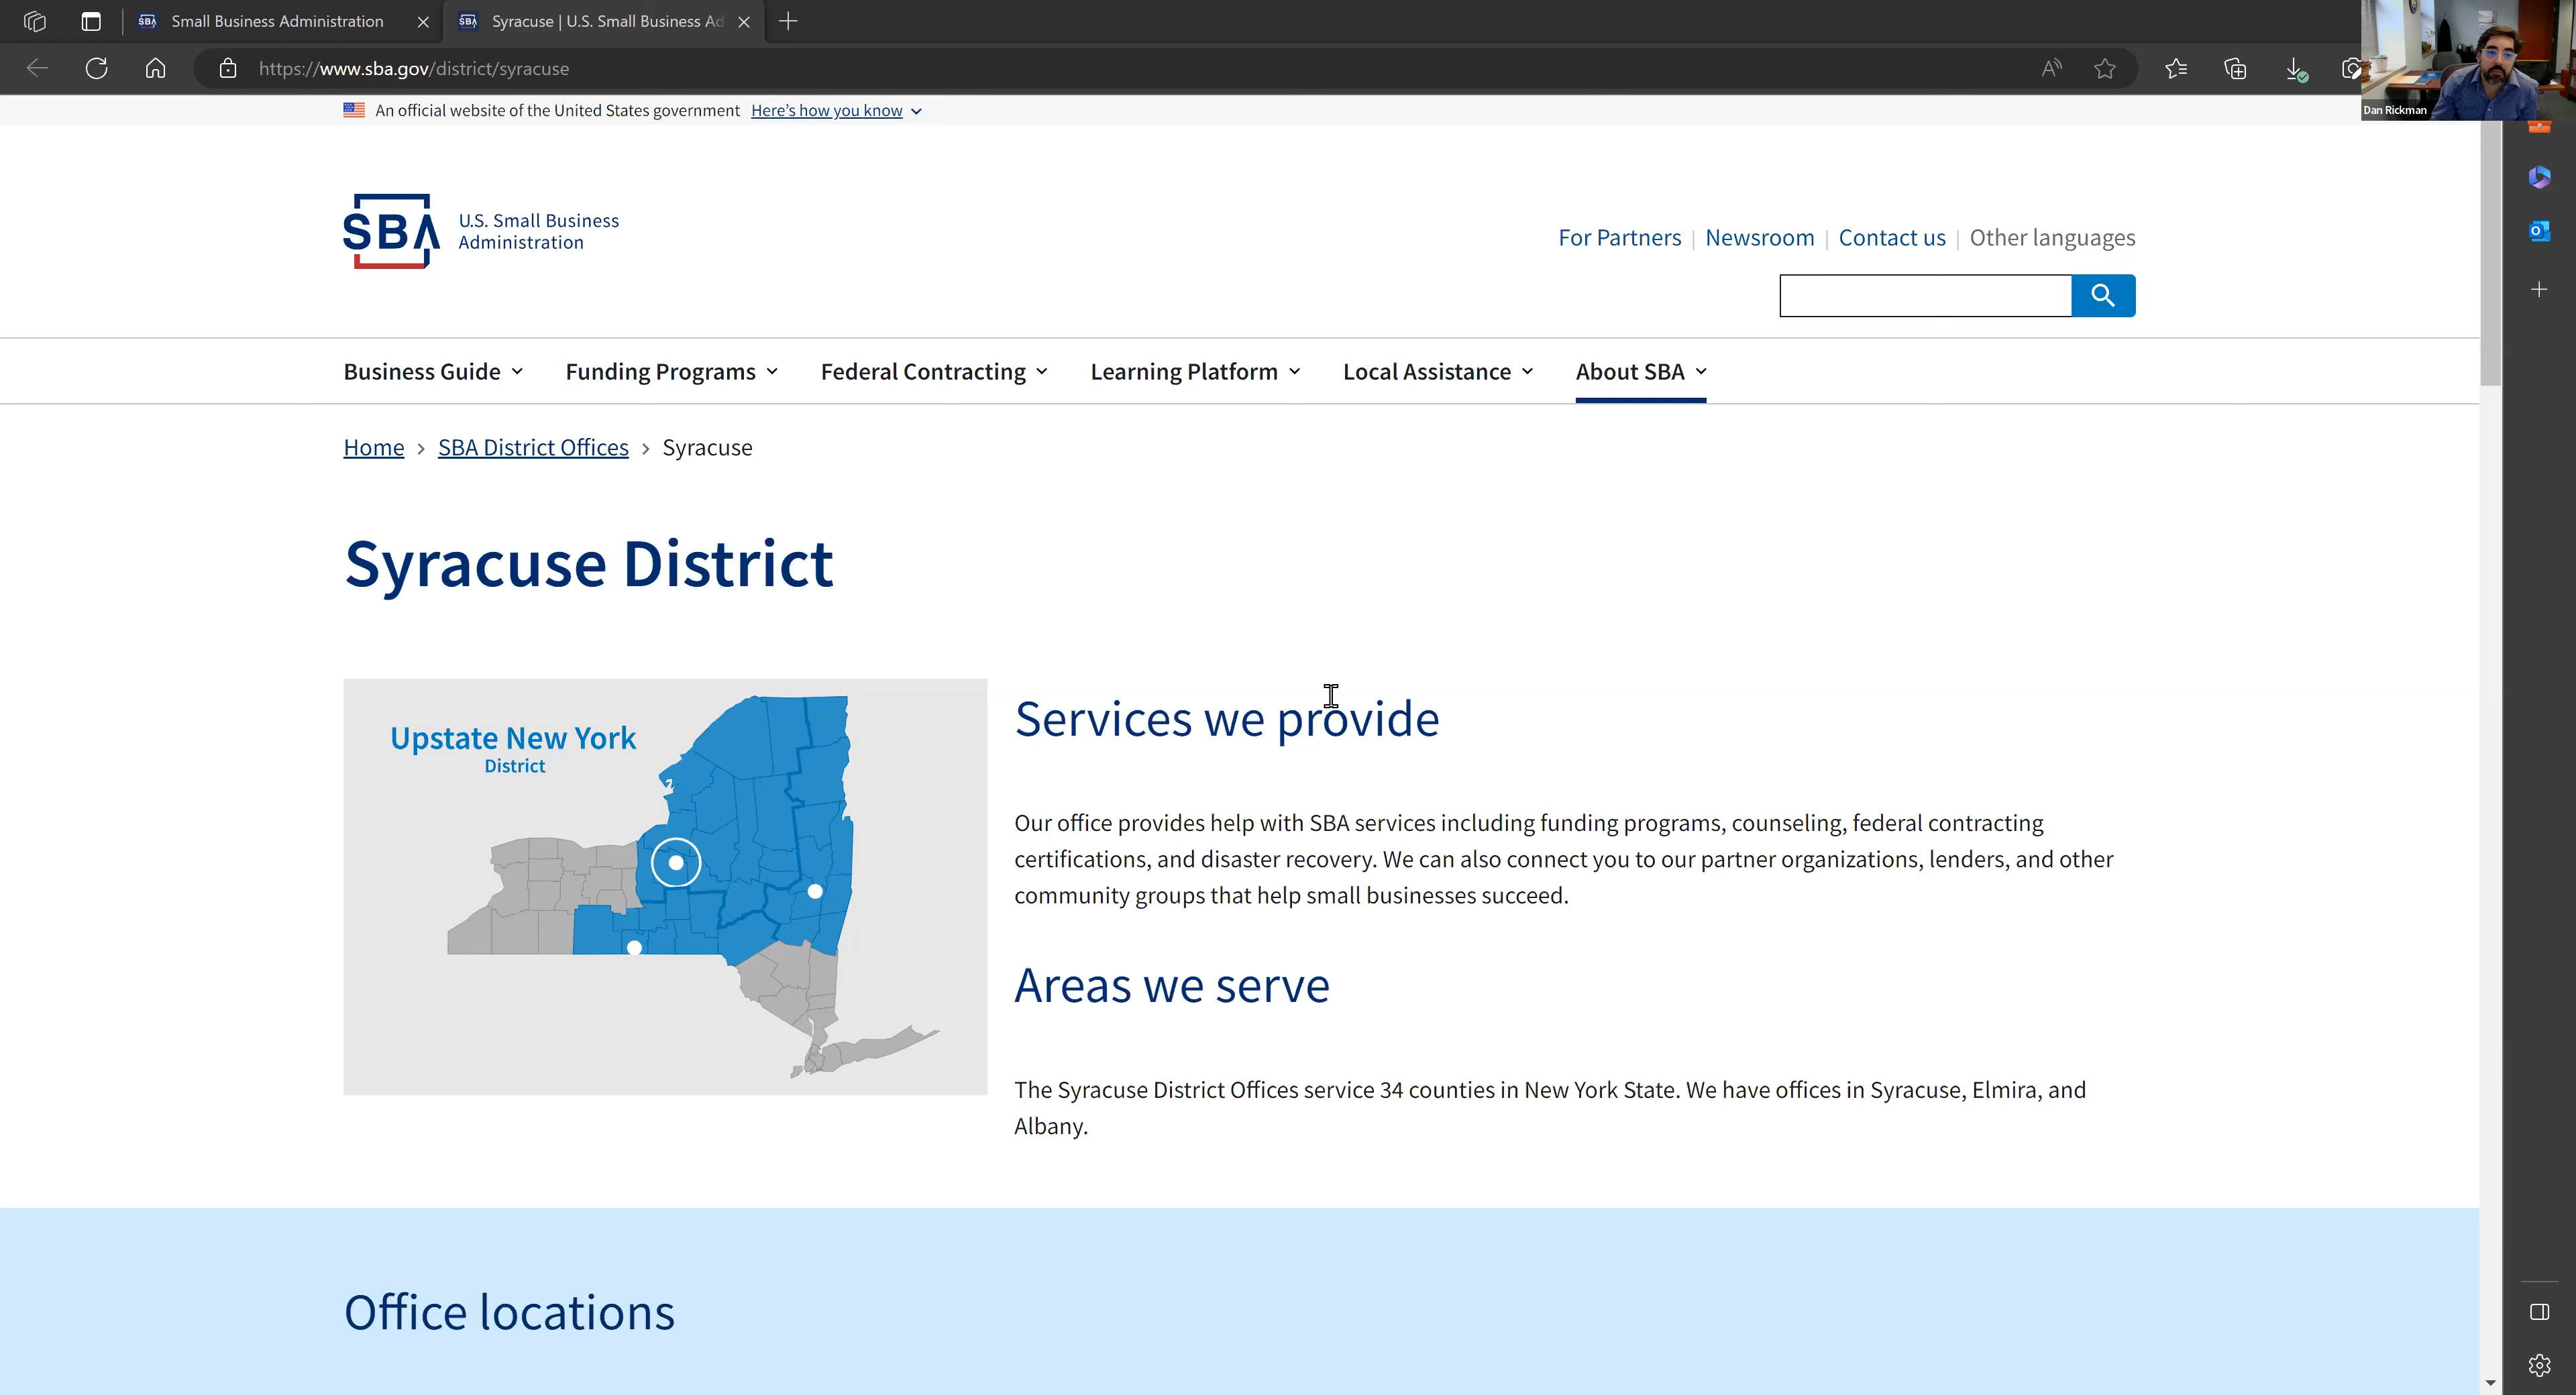 Small Business Administration
Syracuse | U.S. Small Business Ad
https://www.sba.gov/district/syracuse
Dan Rickman
An official website of the United States government Here's how you know
SBA
U.S. Small Business
Administration
For Partners | Newsroom | Contact us | Other languages
Business Guide Funding Programs Federal Contracting Learning Platform Local Assistance About SBA
Home > SBA District Offices > Syracuse
Syracuse District
Upstate New York
District
Services we provide
Our office provides help with SBA services including funding programs, counseling, federal contracting
certifications, and disaster recovery. We can also connect you to our partner organizations, lenders, and other
community groups that help small businesses succeed.
Areas we serve
The Syracuse District Offices service 34 counties in New York State. We have offices in Syracuse, Elmira, and
Albany.
Office locations